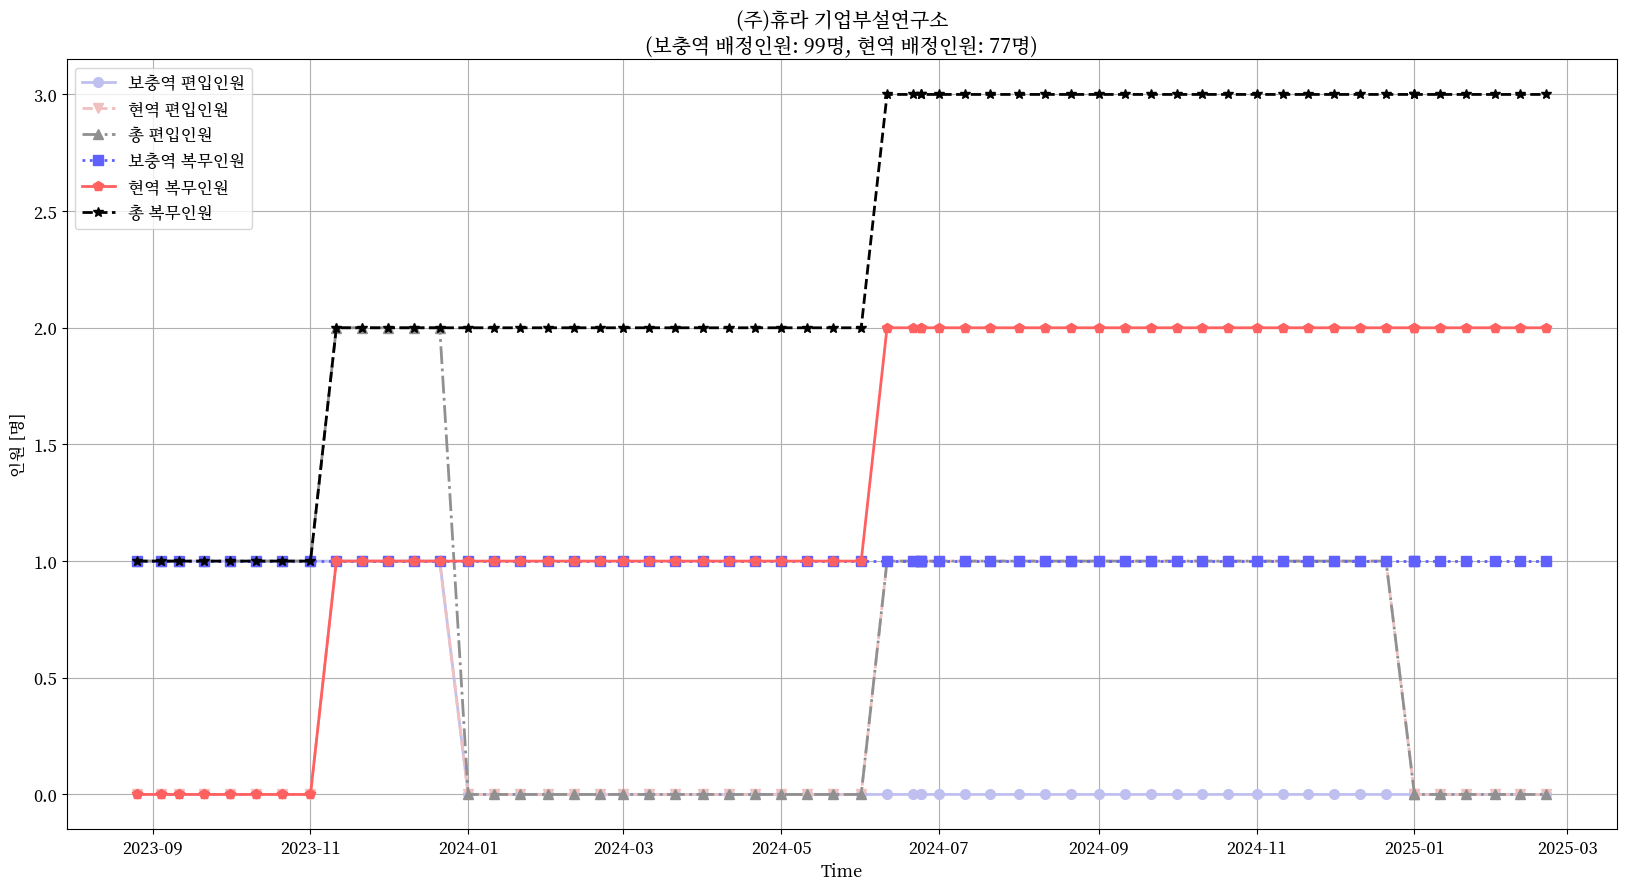 (주)휴라 기업부설연구소
(보충역 배정인원: 99명, 현역 배정인원: 77명)
보충역 편입인원
현역 편입인원
총 편입인원
보충역 복무인원
현역 복무인원
총 복무인원
인원 [명]
3.0
2.5
2.0
1.5
1.0
0.5
0.0
2023-09
2023-11
2024-01
2024-03
2024-05
2024-07
2024-09
2024-11
2025-01
2025-03
Time